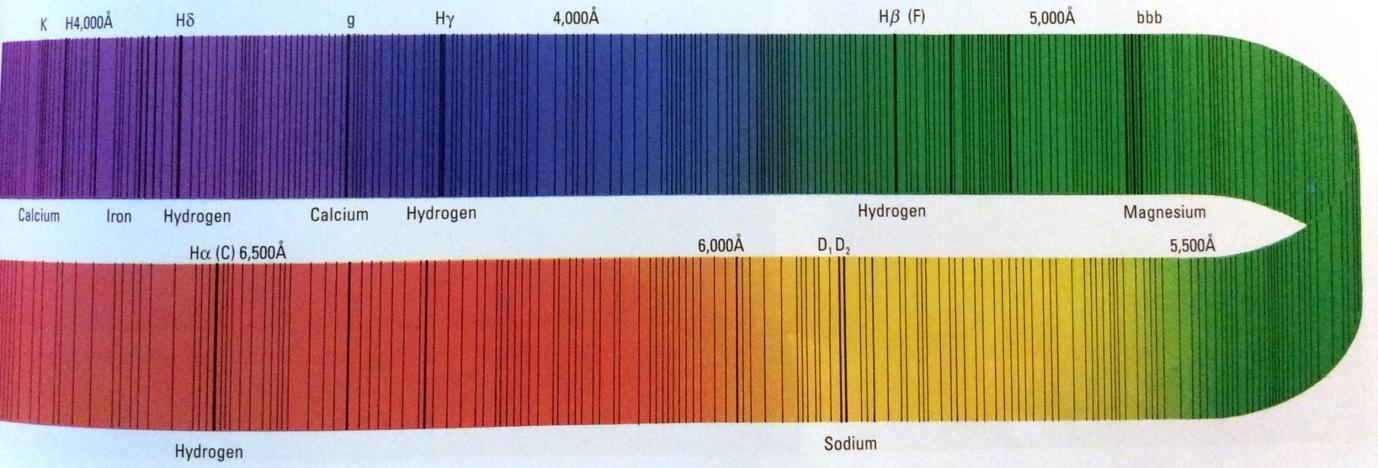 K H4,000Å Hδ g Hγ 4,000Å Hβ (F) 5,000Å bbb
Calcium Iron Hydrogen Calcium Hydrogen Hydrogen Magnesium
Hα (C) 6,500Å 6,000Å D₁ D₂ 5,500Å
Hydrogen Sodium